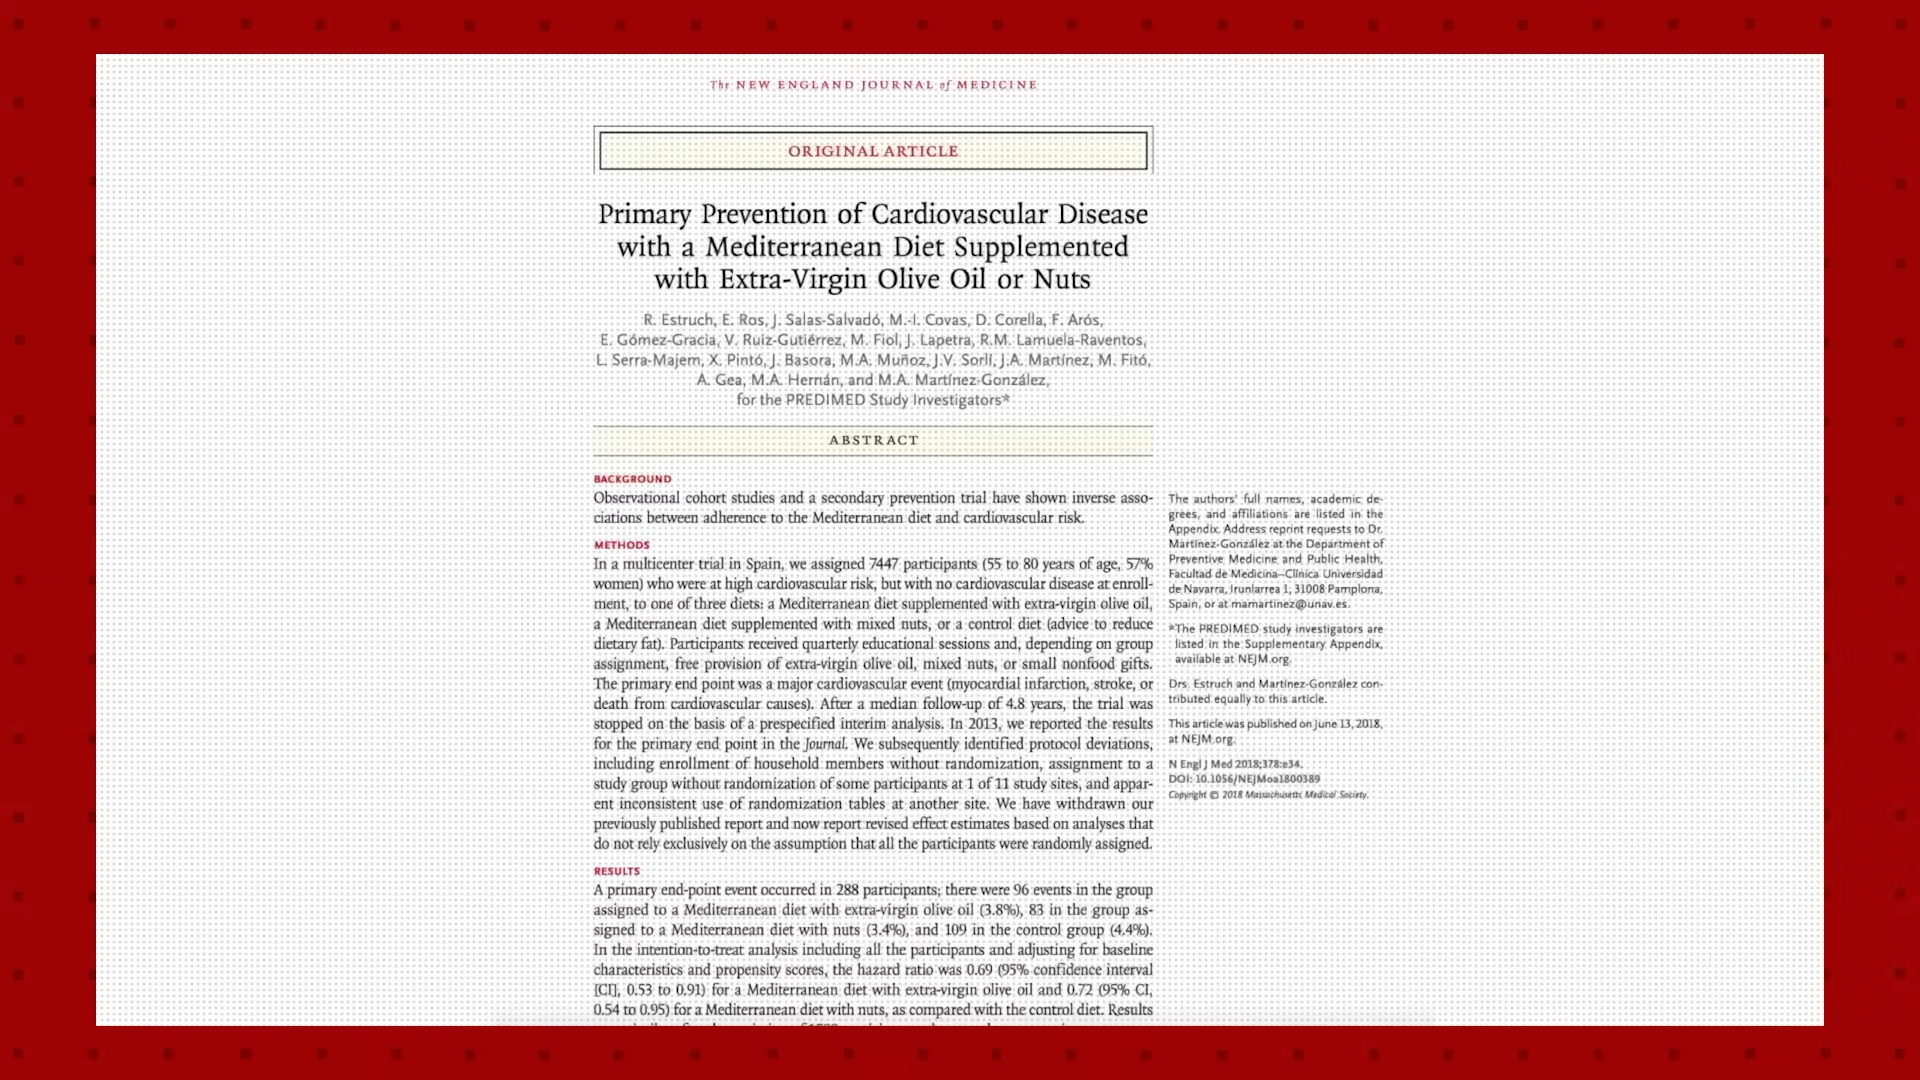 The NEW ENGLAND JOURNAL of MEDICINE
ORIGINAL ARTICLE
Primary Prevention of Cardiovascular Disease
with a Mediterranean Diet Supplemented
with Extra-Virgin Olive Oil or Nuts
R. Estruch, E. Ros, J. Salas-Salvadó, M.-I. Covas, D. Corella, F. Arós,
E. Gómez-Gracia, V. Ruiz-Gutiérrez, M. Fiol, J. Lapetra, R.M. Lamuela-Raventos,
L. Serra-Majem, X. Pintó, J. Basora, M.A. Muñoz, J.V. Sorlí, J.A. Martínez, M. Fitó,
A. Gea, M.A. Hernán, and M.A. Martínez-González,
for the PREDIMED Study Investigators*
ABSTRACT
BACKGROUND
Observational cohort studies and a secondary prevention trial have shown inverse asso-
ciations between adherence to the Mediterranean diet and cardiovascular risk.
METHODS
In a multicenter trial in Spain, we assigned 7447 participants (55 to 80 years of age, 57%
women) who were at high cardiovascular risk, but with no cardiovascular disease at enroll-
ment, to one of three diets: a Mediterranean diet supplemented with extra-virgin olive oil,
a Mediterranean diet supplemented with mixed nuts, or a control diet (advice to reduce
dietary fat). Participants received quarterly educational sessions and, depending on group
assignment, free provision of extra-virgin olive oil, mixed nuts, or small nonfood gifts.
The primary end point was a major cardiovascular event (myocardial infarction, stroke, or
death from cardiovascular causes). After a median follow-up of 4.8 years, the trial was
stopped on the basis of a prespecified interim analysis. In 2013, we reported the results
for the primary end point in the Journal. We subsequently identified protocol deviations,
including enrollment of household members without randomization, assignment to a
study group without randomization of some participants at 1 of 11 study sites, and appar-
ent inconsistent use of randomization tables at another site. We have withdrawn our
previously published report and now report revised effect estimates based on analyses that
do not rely exclusively on the assumption that all the participants were randomly assigned.
RESULTS
A primary end-point event occurred in 288 participants; there were 96 events in the group
assigned to a Mediterranean diet with extra-virgin olive oil (3.8%), 83 in the group as-
signed to a Mediterranean diet with nuts (3.4%), and 109 in the control group (4.4%).
In the intention-to-treat analysis including all the participants and adjusting for baseline
characteristics and propensity scores, the hazard ratio was 0.69 (95% confidence interval
[CI], 0.53 to 0.91) for a Mediterranean diet with extra-virgin olive oil and 0.72 (95% CI,
0.54 to 0.95) for a Mediterranean diet with nuts, as compared with the control diet. Results
The authors' full names, academic de-
grees, and affiliations are listed in the
Appendix. Address reprint requests to Dr.
Martínez-González at the Department of
Preventive Medicine and Public Health,
Facultad de Medicina–Clínica Universidad
de Navarra, Irunlarrea 1, 31008 Pamplona,
Spain, or at mamartinez@unav.es.
*The PREDIMED study investigators are
listed in the Supplementary Appendix,
available at NEJM.org.
Drs. Estruch and Martínez-González con-
tributed equally to this article.
This article was published on June 13, 2018,
at NEJM.org.
N Engl J Med 2018;378:e34.
DOI: 10.1056/NEJMoa1800389
Copyright © 2018 Massachusetts Medical Society.